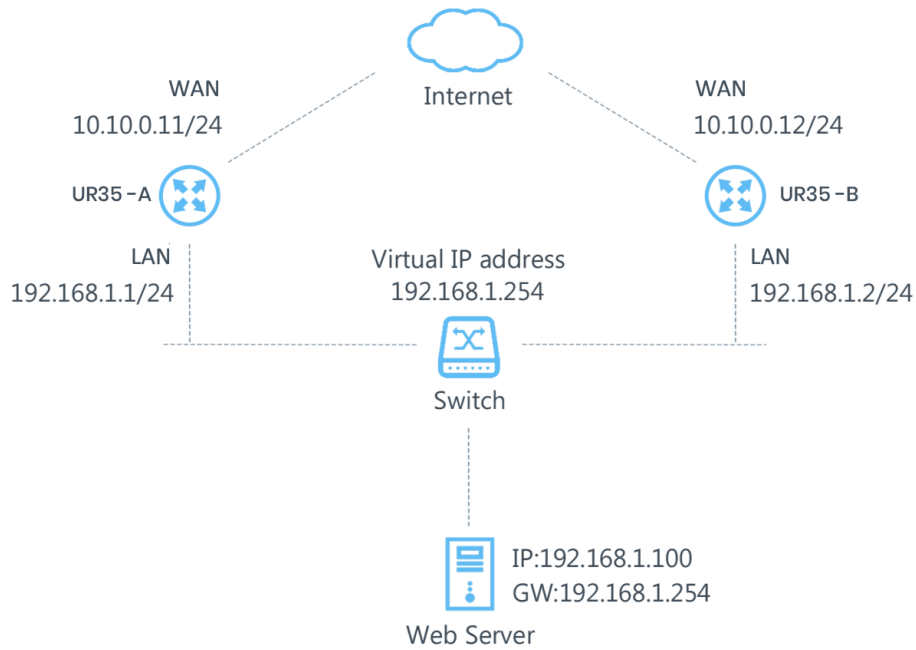 Internet
WAN
10.10.0.11/24
WAN
10.10.0.12/24
UR35-A
UR35-B
LAN
192.168.1.1/24
Virtual IP address
192.168.1.254
LAN
192.168.1.2/24
Switch
IP:192.168.1.100
GW:192.168.1.254
Web Server